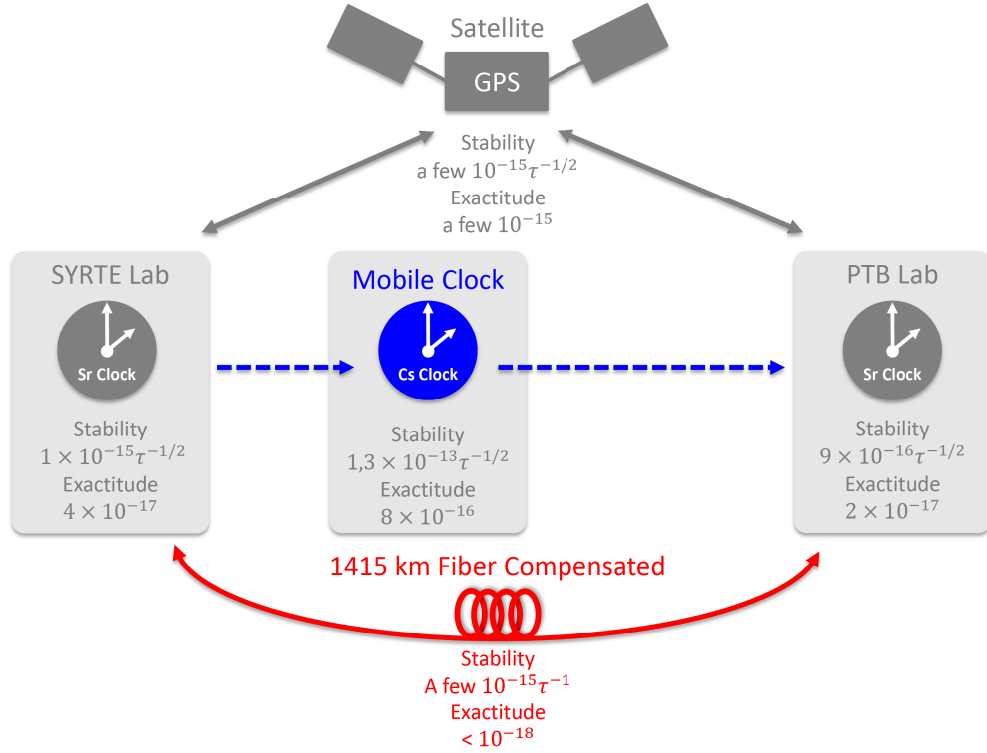 Satellite
GPS
Stability
a few 10⁻¹⁵τ⁻¹/²
Exactitude
a few 10⁻¹⁵
SYRTE Lab
Sr Clock
Stability
1 × 10⁻¹⁵τ⁻¹/²
Exactitude
4 × 10⁻¹⁷
Mobile Clock
Cs Clock
Stability
1,3 × 10⁻¹³τ⁻¹/²
Exactitude
8 × 10⁻¹⁶
PTB Lab
Sr Clock
Stability
9 × 10⁻¹⁶τ⁻¹/²
Exactitude
2 × 10⁻¹⁷
1415 km Fiber Compensated
Stability
A few 10⁻¹⁵τ⁻¹
Exactitude
< 10⁻¹⁸